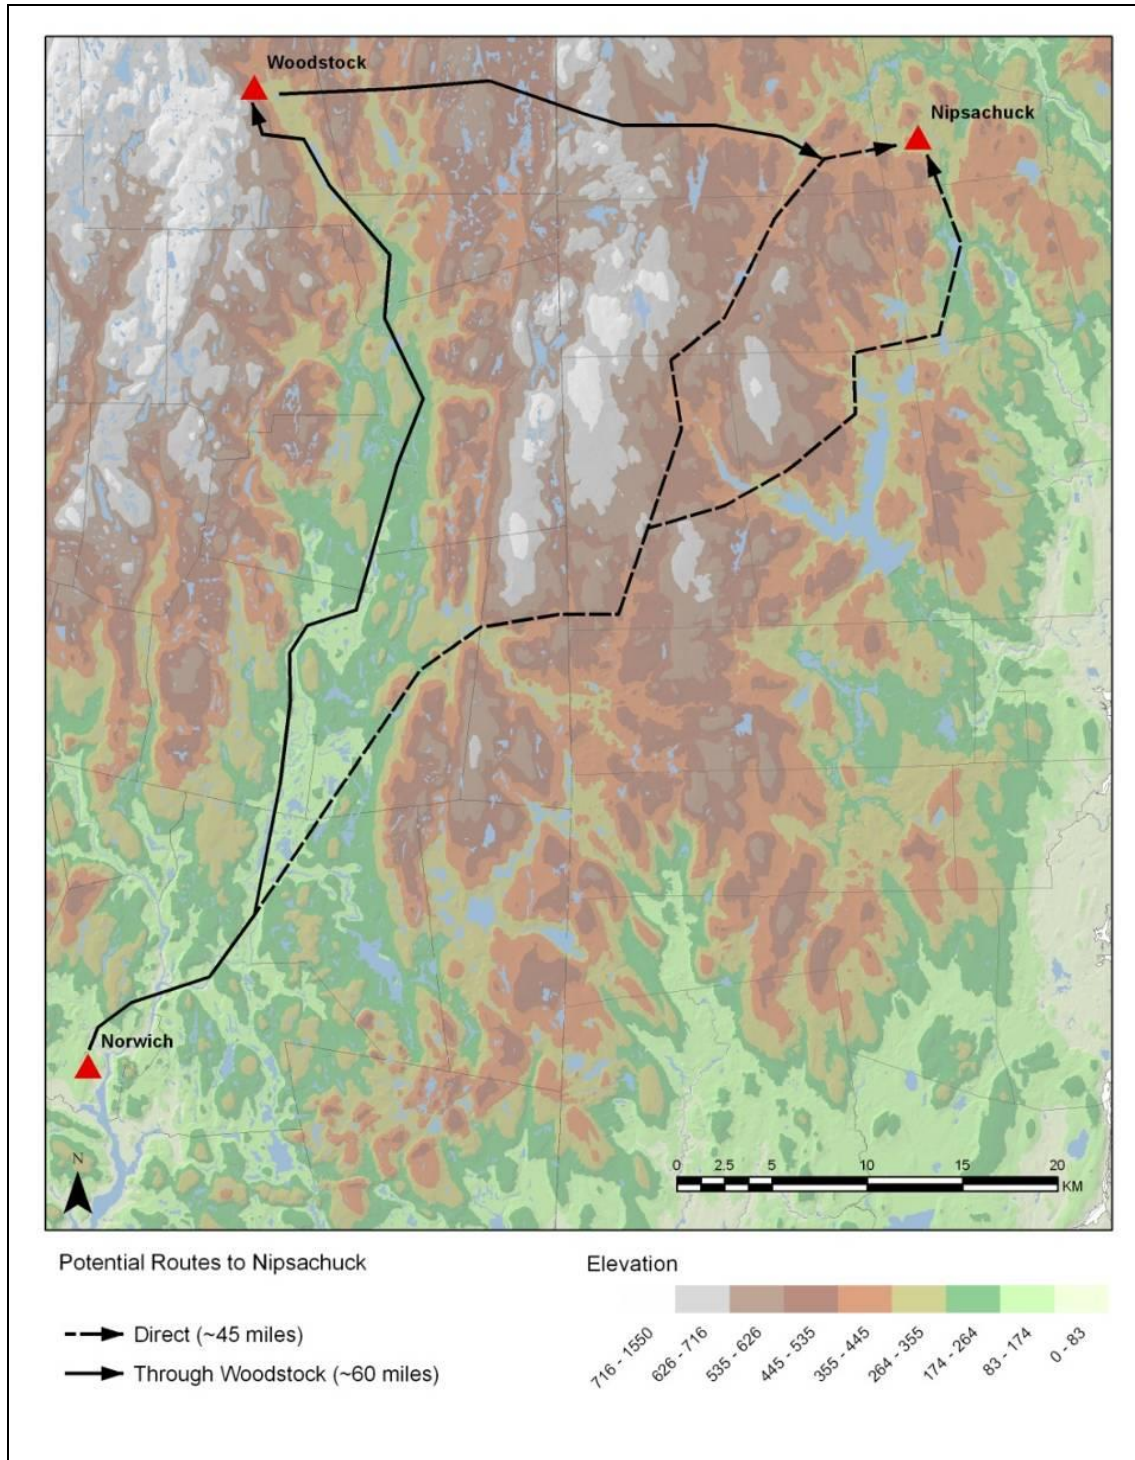 Woodstock
Nipsachuck
Norwich
N
0 2.5 5 10 15 20
KM
Potential Routes to Nipsachuck
Direct (~45 miles)
Through Woodstock (~60 miles)
Elevation
716 - 1550
626 - 716
535 - 626
445 - 535
355 - 445
264 - 355
174 - 264
83 - 174
0 - 83